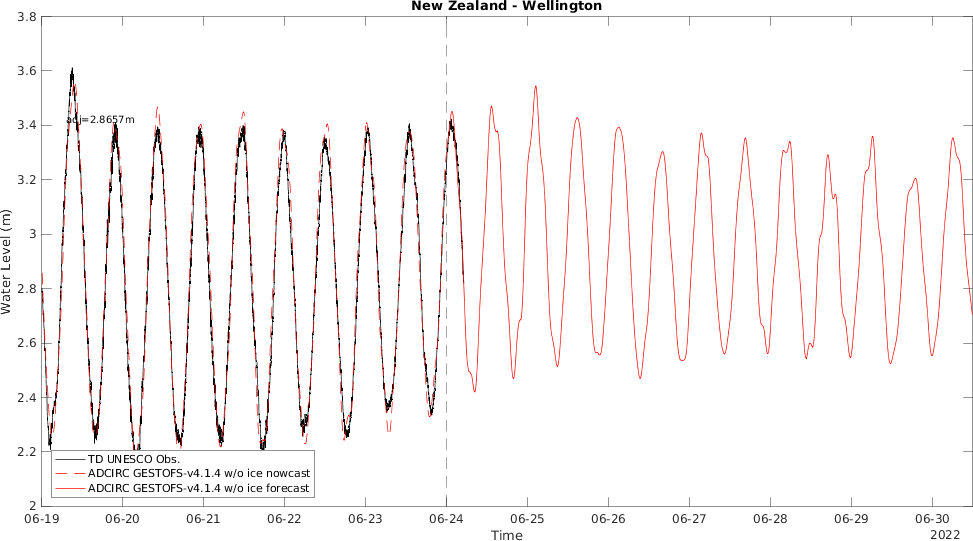 New Zealand - Wellington
3.8
3.6
3.4
3.2
3
2.8
2.6
2.4
2.2
2
Water Level (m)
adj=2.8657m
TD UNESCO Obs.
ADCIRC GESTOFS-v4.1.4 w/o ice nowcast
ADCIRC GESTOFS-v4.1.4 w/o ice forecast
06-19 06-20 06-21 06-22 06-23 06-24 06-25 06-26 06-27 06-28 06-29 06-30
Time
2022